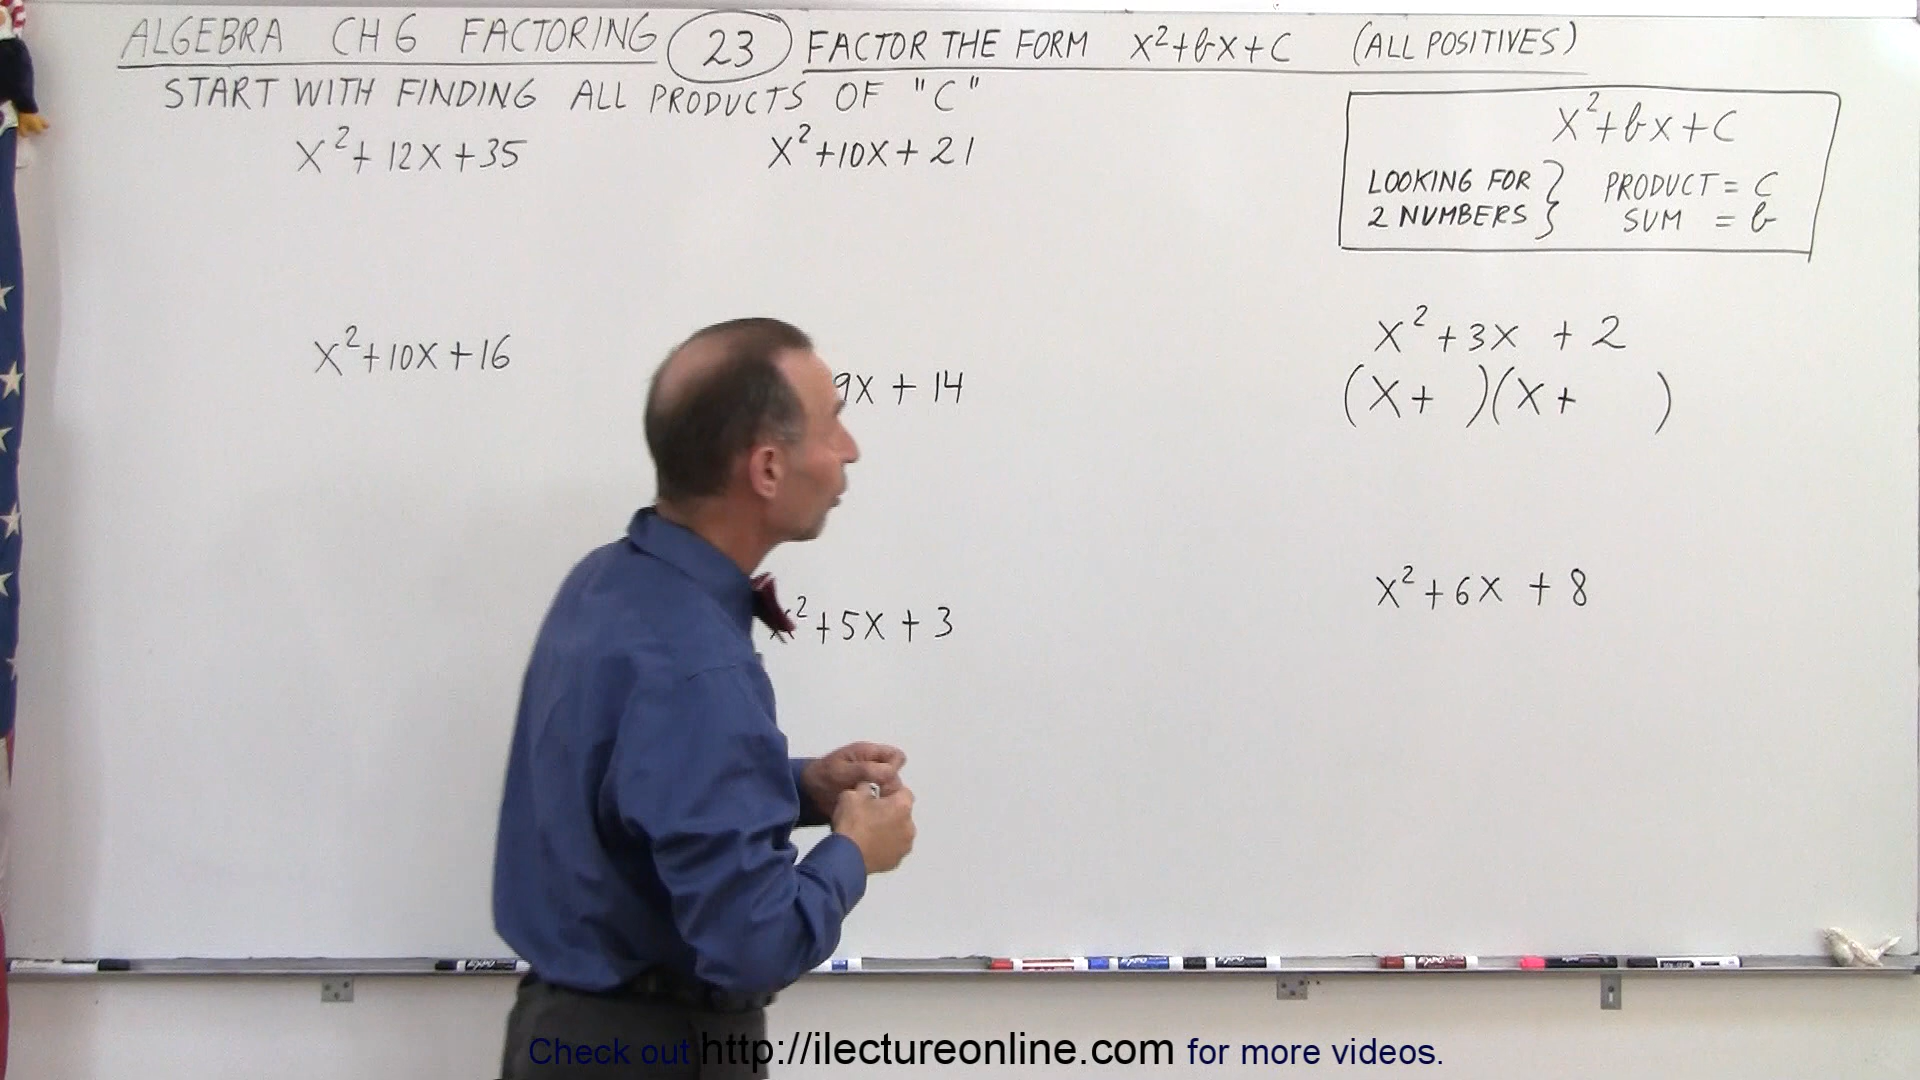 ALGEBRA CH 6 FACTORING 23 FACTOR THE FORM x²+bx+c (ALL POSITIVES)
START WITH FINDING ALL PRODUCTS OF "C"
x²+12x+35
x²+10x+21
x²+bx+c
LOOKING FOR 2 NUMBERS } PRODUCT = c
SUM = b
x²+10x+16
9x+14
x²+3x+2
(x+ )(x+ )
x²+5x+3
x²+6x+8
Check out http://ilectureonline.com for more videos.